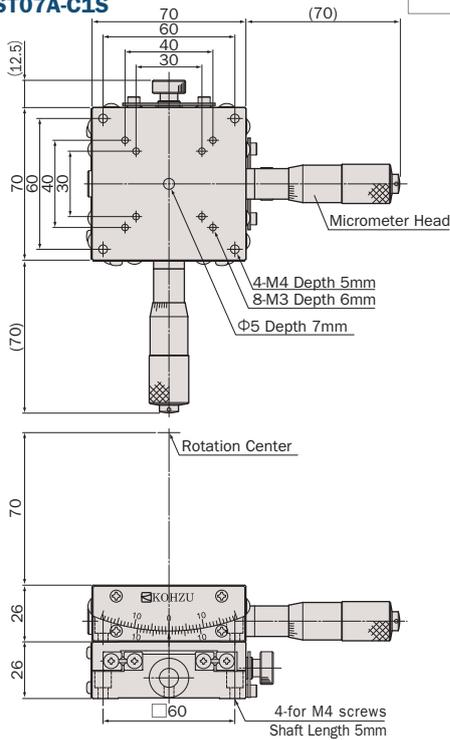 ST07A-C1S
70
(70)
60
40
30
(12.5)
70
60
40
30
Micrometer Head
4-M4 Depth 5mm
8-M3 Depth 6mm
Φ5 Depth 7mm
(70)
Rotation Center
70
KOHZU
10 0 10
10 10
26
26
□60
4-for M4 screws
Shaft Length 5mm